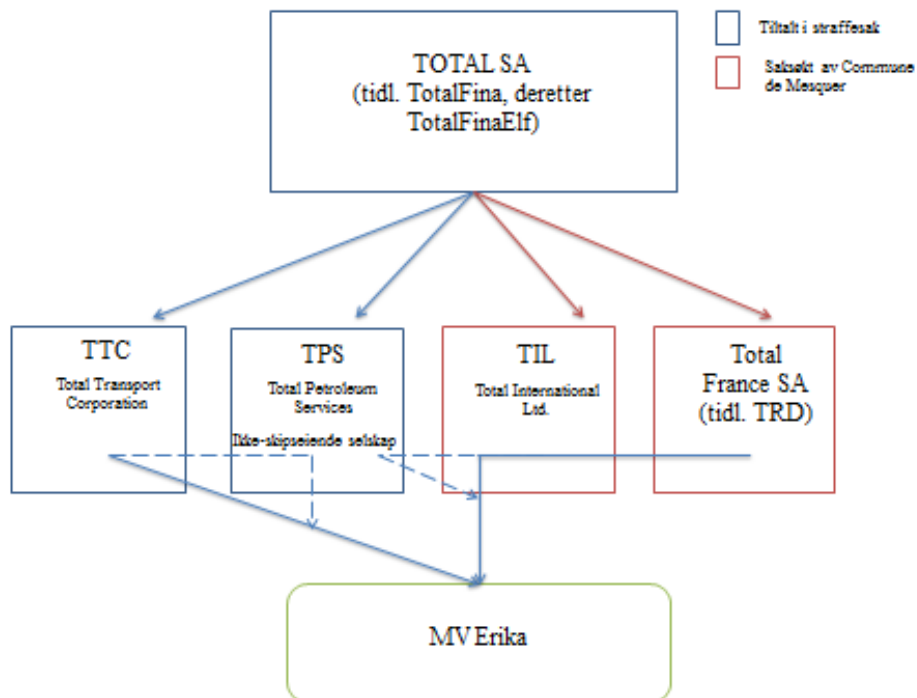 TOTAL SA
(tidl. TotalFina, deretter
TotalFinaElf)
Tiltalt i straffesak
Saksøkt av Commune
de Mesquer
TTC
Total Transport
Corporation
TPS
Total Petroleum
Services
Ikke-skipseiende selskap
TIL
Total International
Ltd.
Total
France SA
(tidl. TRD)
MV Erika